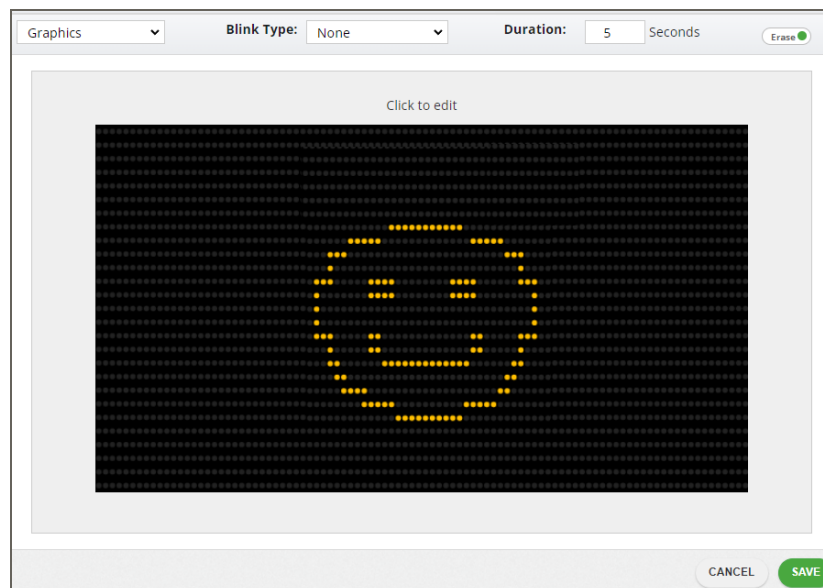 Graphics Blink Type: None Duration: 5 Seconds Erase
Click to edit
CANCEL SAVE